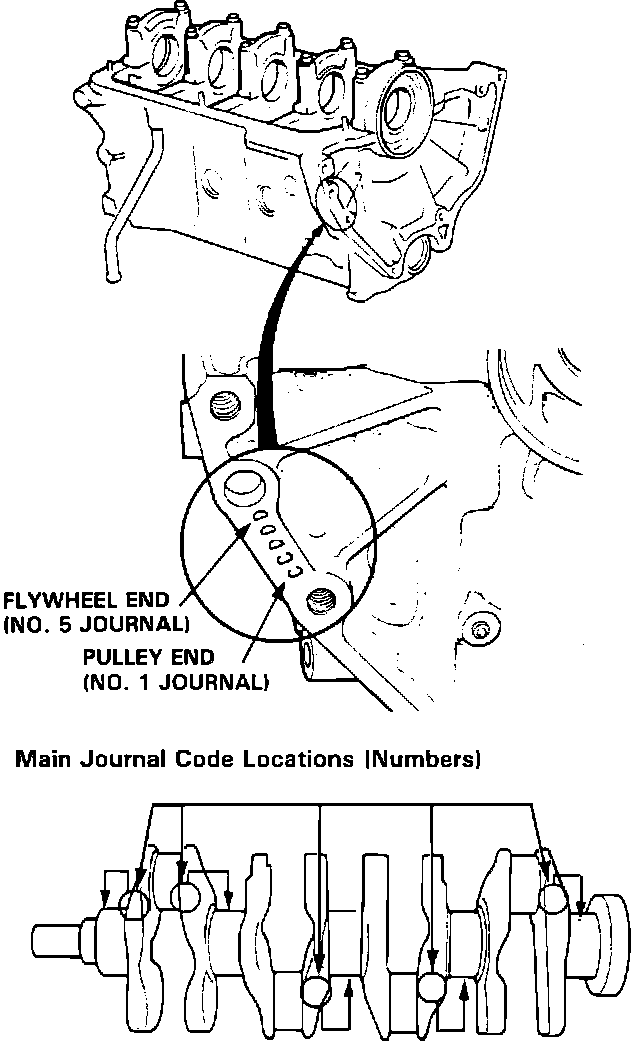 FLYWHEEL END
(NO. 5 JOURNAL)
PULLEY END
(NO. 1 JOURNAL)
Main Journal Code Locations (Numbers)